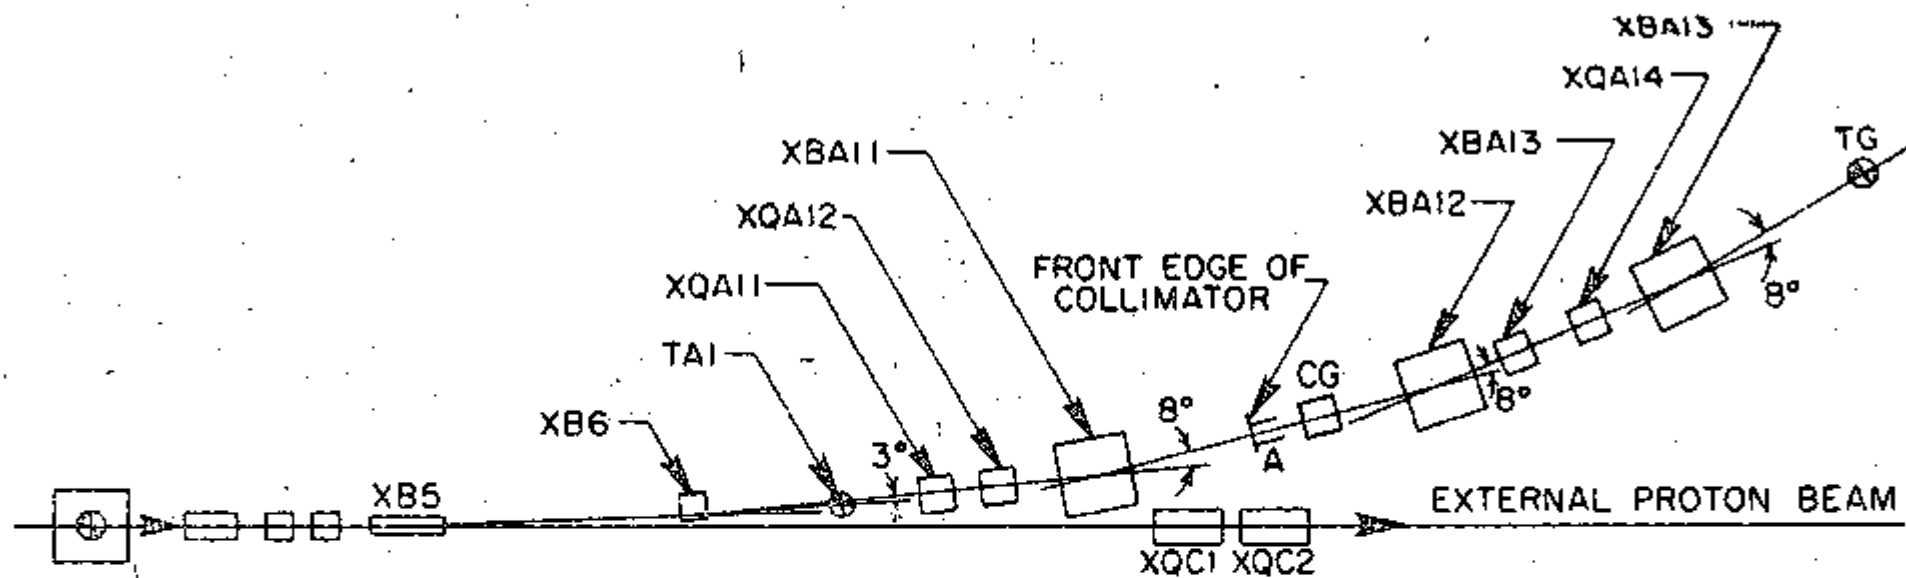 XBA13
XQA14
TG
XBA13
XBA11
XBA12
XQA12
FRONT EDGE OF
COLLIMATOR
XQA11
8°
TA1
CG
8°
8°
XB6
3°
A
XB5
EXTERNAL PROTON BEAM
XQC1 XQC2